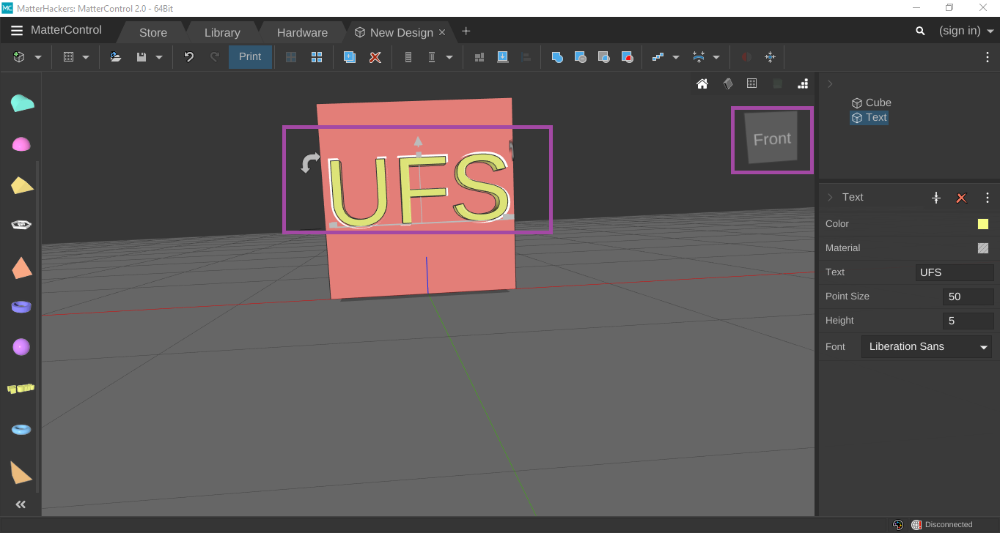 MC MatterHackers: MatterControl 2.0 - 64Bit
MatterControl
Store
Library
Hardware
New Design
(sign in)
Print
Cube
Text
Front
UFS
Text
Color
Material
Text UFS
Point Size 50
Height 5
Font Liberation Sans
Disconnected